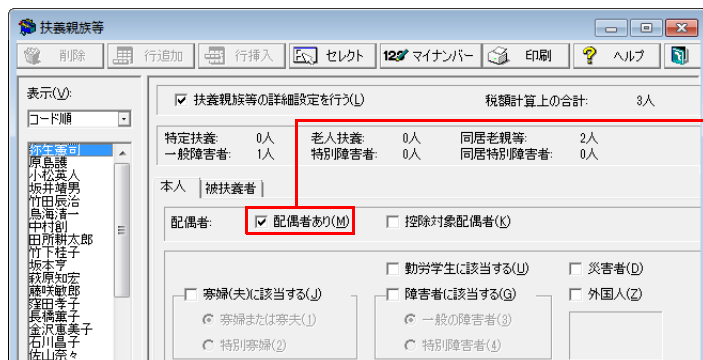 扶養親族等
削除 行追加 行挿入 セレクト 123 マイナンバー 印刷 ? ヘルプ
表示(V):
コード順
弥生憲司
原島護
小松英人
坂井靖男
竹田辰治
鳥海清一
中村創
田所耕太郎
竹下桂子
坂本亨
萩原知宏
藤咲敏郎
窪田孝子
長橋薫子
金沢恵美子
石川昌子
佐山奈々
扶養親族等の詳細設定を行う(L) 税額計算上の合計: 3人
特定扶養: 0人 老人扶養: 0人 同居老親等: 2人
一般障害者: 1人 特別障害者: 0人 同居特別障害者: 0人
本人 被扶養者
配偶者: 配偶者あり(M) 控除対象配偶者(K)
勤労学生に該当する(U) 災害者(D)
寡婦(夫)に該当する(J) 障害者に該当する(G) 外国人(Z)
寡婦または寡夫(1) 一般の障害者(3)
特別寡婦(2) 特別障害者(4)